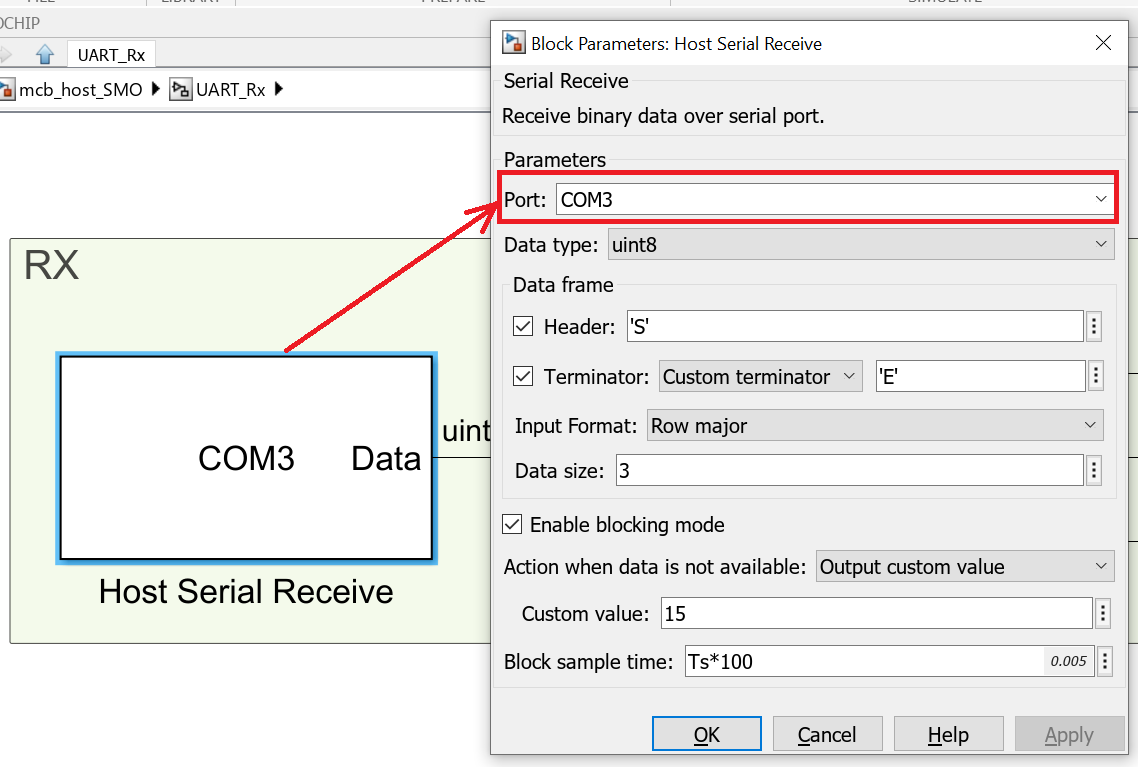 LIBRARY
PREPARE
SIMULATE
OCHIP
UART_Rx
mcb_host_SMO
UART_Rx
RX
COM3
Data
uint
Host Serial Receive
Block Parameters: Host Serial Receive
Serial Receive
Receive binary data over serial port.
Parameters
Port: COM3
Data type: uint8
Data frame
Header: 'S'
Terminator: Custom terminator 'E'
Input Format: Row major
Data size: 3
Enable blocking mode
Action when data is not available: Output custom value
Custom value: 15
Block sample time: Ts*100 0.005
OK Cancel Help Apply